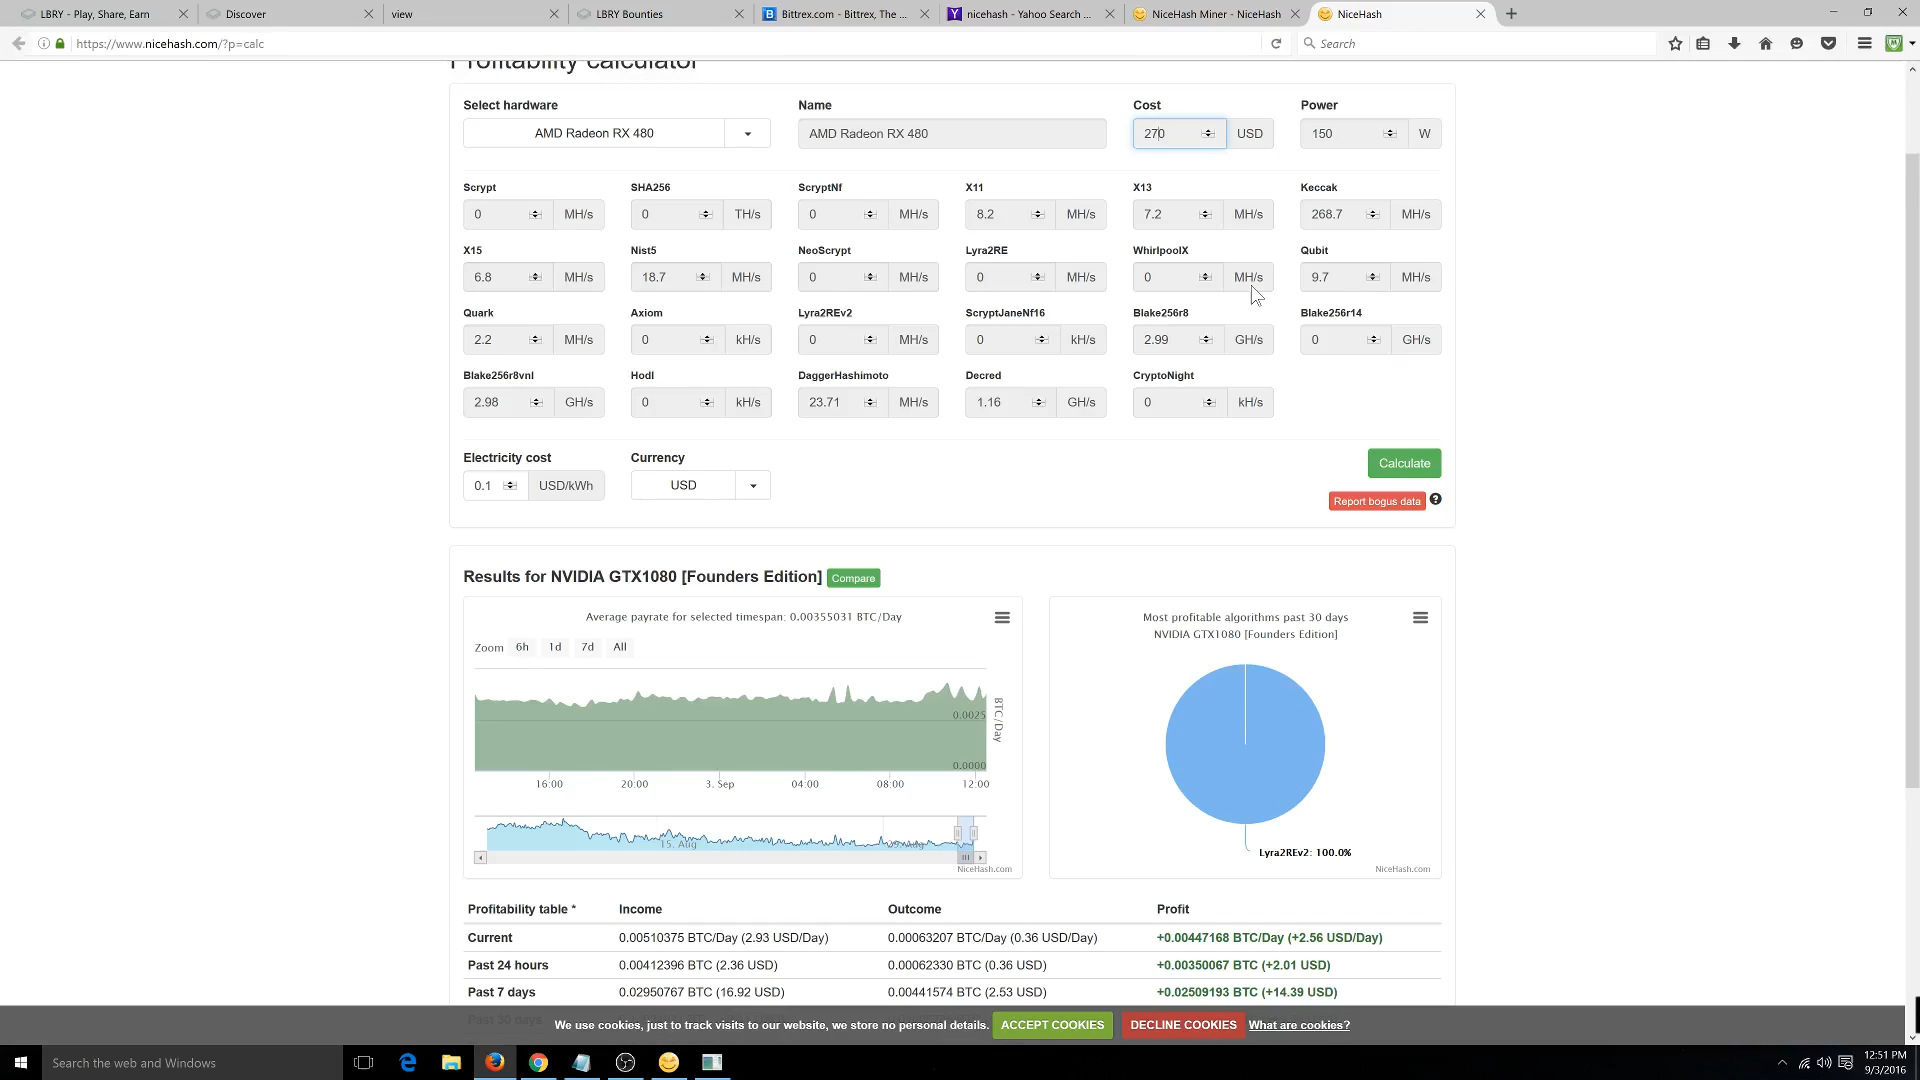 LBRY - Play, Share, Earn
Discover
view
LBRY Bounties
Bittrex.com - Bittrex, The ...
nicehash - Yahoo Search ...
NiceHash Miner - NiceHash
NiceHash
https://www.nicehash.com/?p=calc
Search
Profitability calculator
Select hardware Name Cost Power
AMD Radeon RX 480 AMD Radeon RX 480 270 USD 150 W
Scrypt SHA256 ScryptNf X11 X13 Keccak
0 MH/s 0 TH/s 0 MH/s 8.2 MH/s 7.2 MH/s 268.7 MH/s
X15 Nist5 NeoScrypt Lyra2RE WhirlpoolX Qubit
6.8 MH/s 18.7 MH/s 0 MH/s 0 MH/s 0 MH/s 9.7 MH/s
Quark Axiom Lyra2REv2 ScryptJaneNf16 Blake256r8 Blake256r14
2.2 MH/s 0 kH/s 0 MH/s 0 kH/s 2.99 GH/s 0 GH/s
Blake256r8vnl Hodl DaggerHashimoto Decred CryptoNight
2.98 GH/s 0 kH/s 23.71 MH/s 1.16 GH/s 0 kH/s
Electricity cost Currency
0.1 USD/kWh USD
Calculate
Report bogus data
Results for NVIDIA GTX1080 [Founders Edition] Compare
Average payrate for selected timespan: 0.00355031 BTC/Day
Zoom 6h 1d 7d All
0.0025
0.0000
BTC/Day
16:00 20:00 3. Sep 04:00 08:00 12:00
15. Aug 29. Aug
NiceHash.com
Most profitable algorithms past 30 days
NVIDIA GTX1080 [Founders Edition]
Lyra2REv2: 100.0%
NiceHash.com
Profitability table * Income Outcome Profit
Current 0.00510375 BTC/Day (2.93 USD/Day) 0.00063207 BTC/Day (0.36 USD/Day) +0.00447168 BTC/Day (+2.56 USD/Day)
Past 24 hours 0.00412396 BTC (2.36 USD) 0.00062330 BTC (0.36 USD) +0.00350067 BTC (+2.01 USD)
Past 7 days 0.02950767 BTC (16.92 USD) 0.00441574 BTC (2.53 USD) +0.02509193 BTC (+14.39 USD)
Past 30 days
We use cookies, just to track visits to our website, we store no personal details. ACCEPT COOKIES DECLINE COOKIES What are cookies?
Search the web and Windows
12:51 PM
9/3/2016